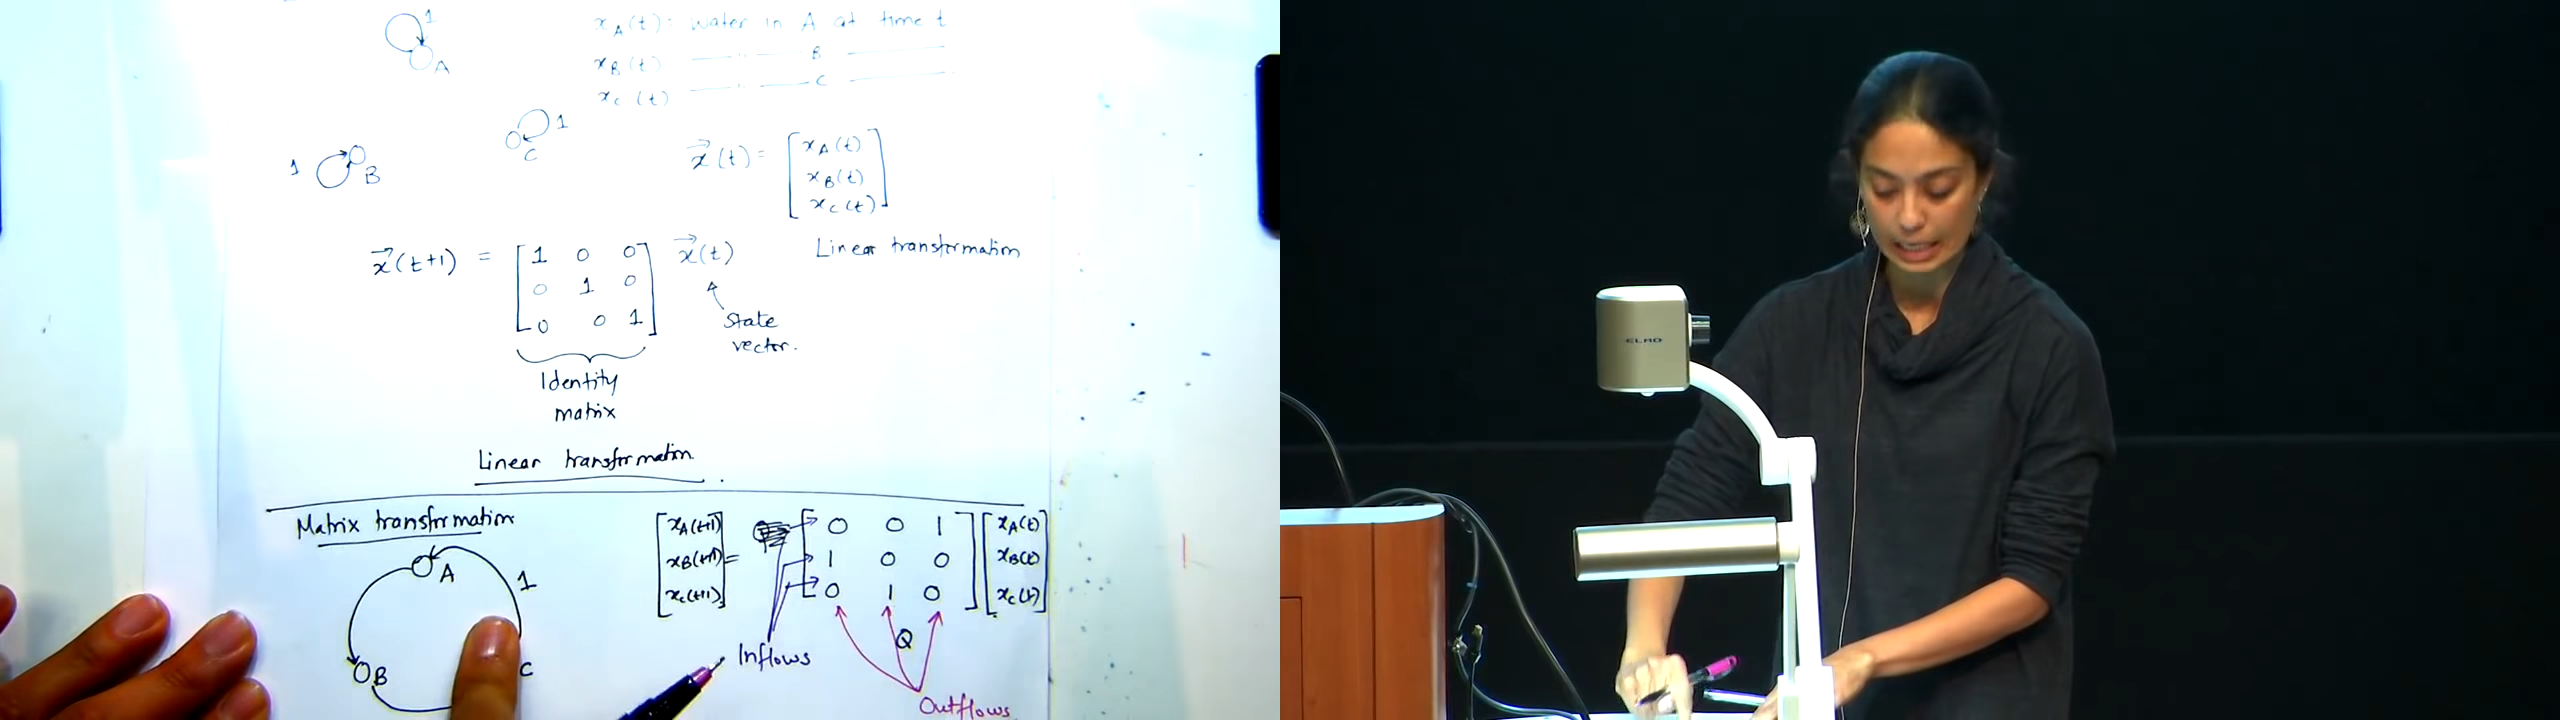 1
A
x_A(t): water in A at time t
x_B(t) —— " —— B ——
x_C(t) —— " —— C ——
1
C
1
B
x⃗(t) = [x_A(t)
x_B(t)
x_C(t)]
x⃗(t+1) = [1 0 0
0 1 0
0 0 1] x⃗(t)
Linear transformation
State
vector.
Identity
matrix
Linear transformation.
Matrix transformation
A
1
B
C
[x_A(t+1)
x_B(t+1)
x_C(t+1)] = [0 0 1
1 0 0
0 1 0] [x_A(t)
x_B(t)
x_C(t)]
Q
Inflows
Outflows
ELMO